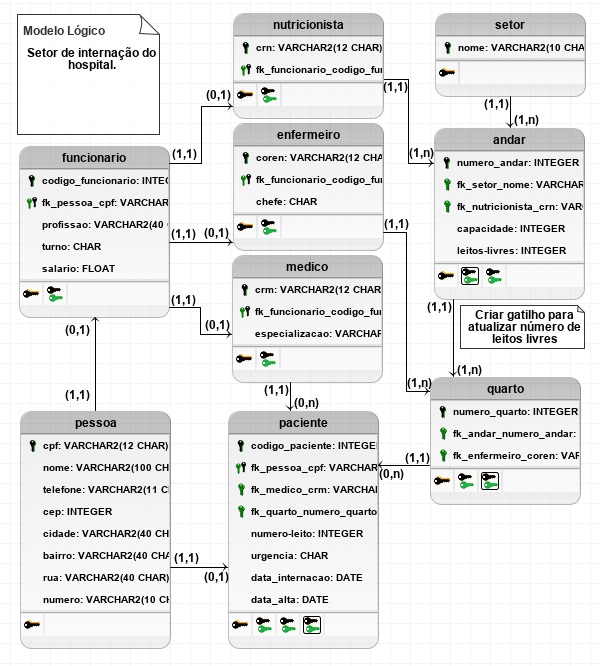 Modelo Lógico
Setor de internação do
hospital.
nutricionista
crn: VARCHAR2(12 CHAR)
fk_funcionario_codigo_fu
(1,1)
setor
nome: VARCHAR2(10 CHA
(1,1)
(1,n)
enfermeiro
coren: VARCHAR2(12 CHA
fk_funcionario_codigo_fu
chefe: CHAR
(1,1)
andar
numero_andar: INTEGER
fk_setor_nome: VARCHAR
fk_nutricionista_crn: VAR
capacidade: INTEGER
leitos-livres: INTEGER
(1,n)
(1,1)
funcionario
codigo_funcionario: INTEG
fk_pessoa_cpf: VARCHAR
profissao: VARCHAR2(40
turno: CHAR
salario: FLOAT
(1,1)
(0,1)
(1,1)
(0,1)
(1,1)
(0,1)
(0,1)
(1,1)
medico
crm: VARCHAR2(12 CHAR)
fk_funcionario_codigo_fu
especializacao: VARCHAR
(1,1)
(0,n)
Criar gatilho para
atualizar número de
leitos livres
(1,n)
(1,n)
quarto
numero_quarto: INTEGER
fk_andar_numero_andar:
fk_enfermeiro_coren: VAR
(1,1)
(0,n)
pessoa
cpf: VARCHAR2(12 CHAR)
nome: VARCHAR2(100 CH
telefone: VARCHAR2(11 C
cep: INTEGER
cidade: VARCHAR2(40 CH
bairro: VARCHAR2(40 CHA
rua: VARCHAR2(40 CHAR)
numero: VARCHAR2(10 CH
(1,1)
(0,1)
paciente
codigo_paciente: INTEGE
fk_pessoa_cpf: VARCHAR
fk_medico_crm: VARCHAR
fk_quarto_numero_quarto
numero-leito: INTEGER
urgencia: CHAR
data_internacao: DATE
data_alta: DATE